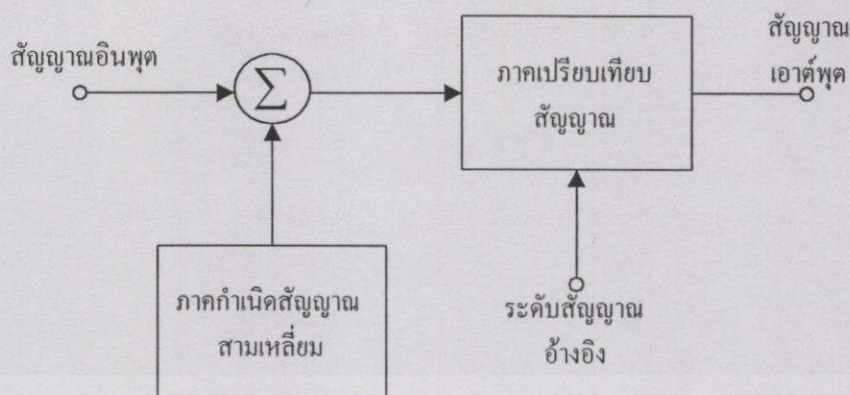 สัญญาณอินพุต
Σ
ภาคเปรียบเทียบ
สัญญาณ
สัญญาณ
เอาต์พุต
ภาคกำเนิดสัญญาณ
สามเหลี่ยม
ระดับสัญญาณ
อ้างอิง